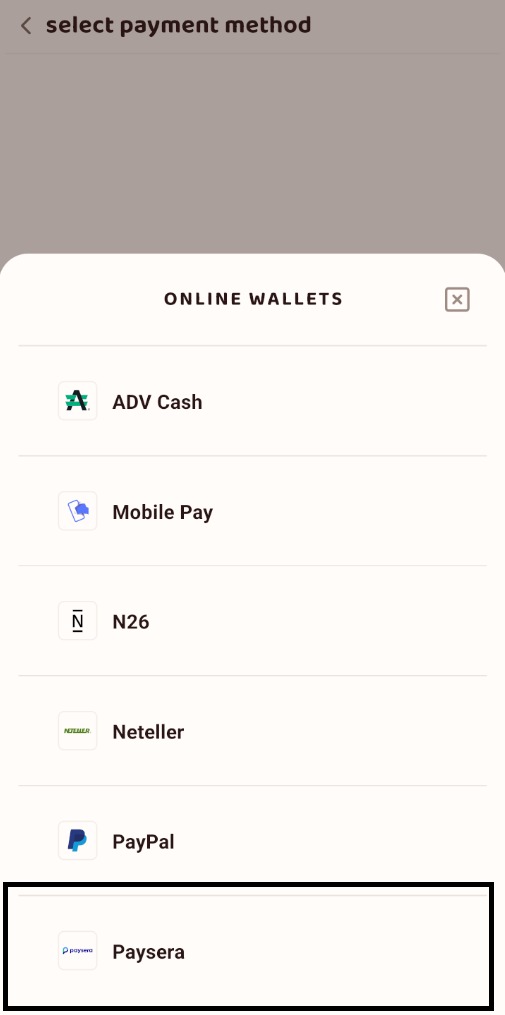 select payment method
ONLINE WALLETS
ADV Cash
Mobile Pay
N26
NETELLER
Neteller
PayPal
paysera
Paysera